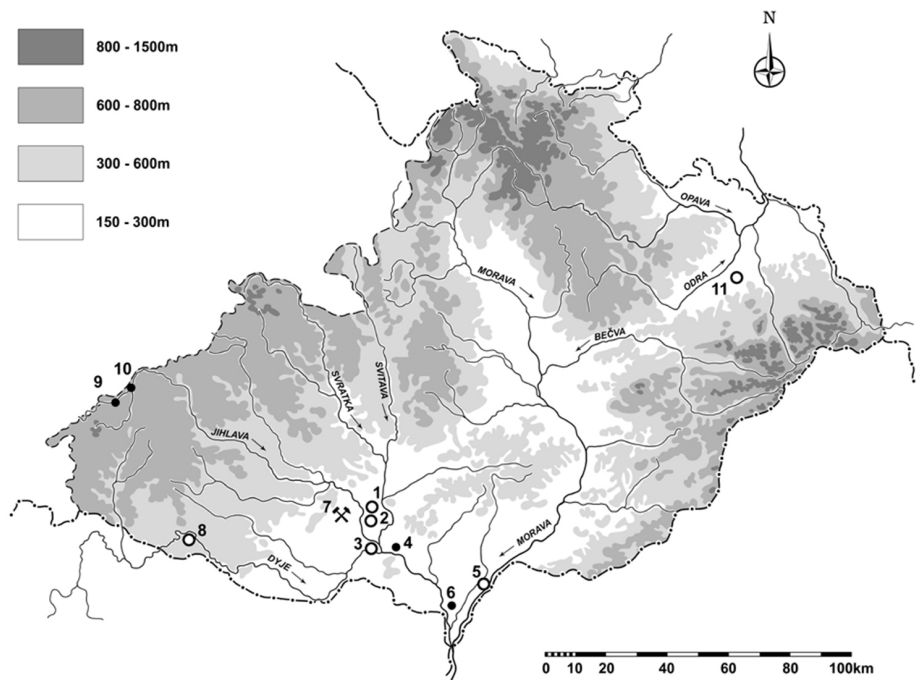 N
800 - 1500m
600 - 800m
300 - 600m
150 - 300m
OPAVA
MORAVA
ODRA
11
BEČVA
SVRATKA
SVITAVA
9
10
JIHLAVA
1
7
2
8
3
4
MORAVA
DYJE
5
6
0 10 20 40 60 80 100km